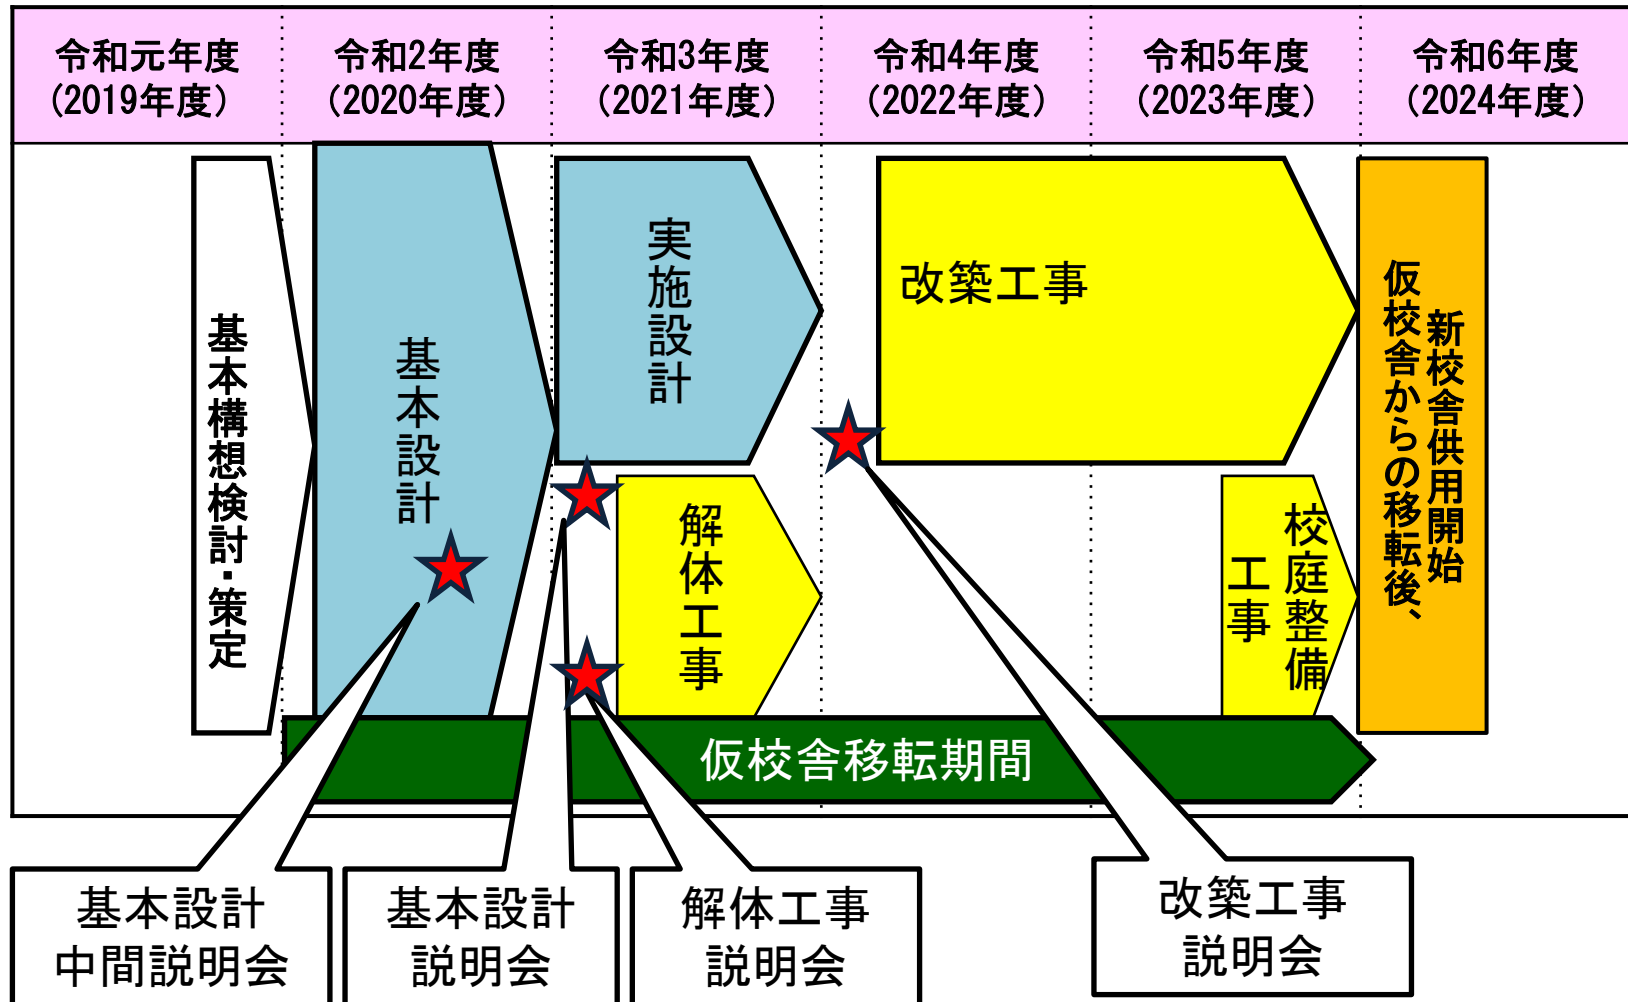 令和元年度
（2019年度）
令和2年度
（2020年度）
令和3年度
（2021年度）
令和4年度
（2022年度）
令和5年度
（2023年度）
令和6年度
（2024年度）
基本構想検討・策定
基本設計
実施設計
解体工事
改築工事
校庭整備
工事
新校舎供用開始
仮校舎からの移転後、
仮校舎移転期間
基本設計
中間説明会
基本設計
説明会
解体工事
説明会
改築工事
説明会